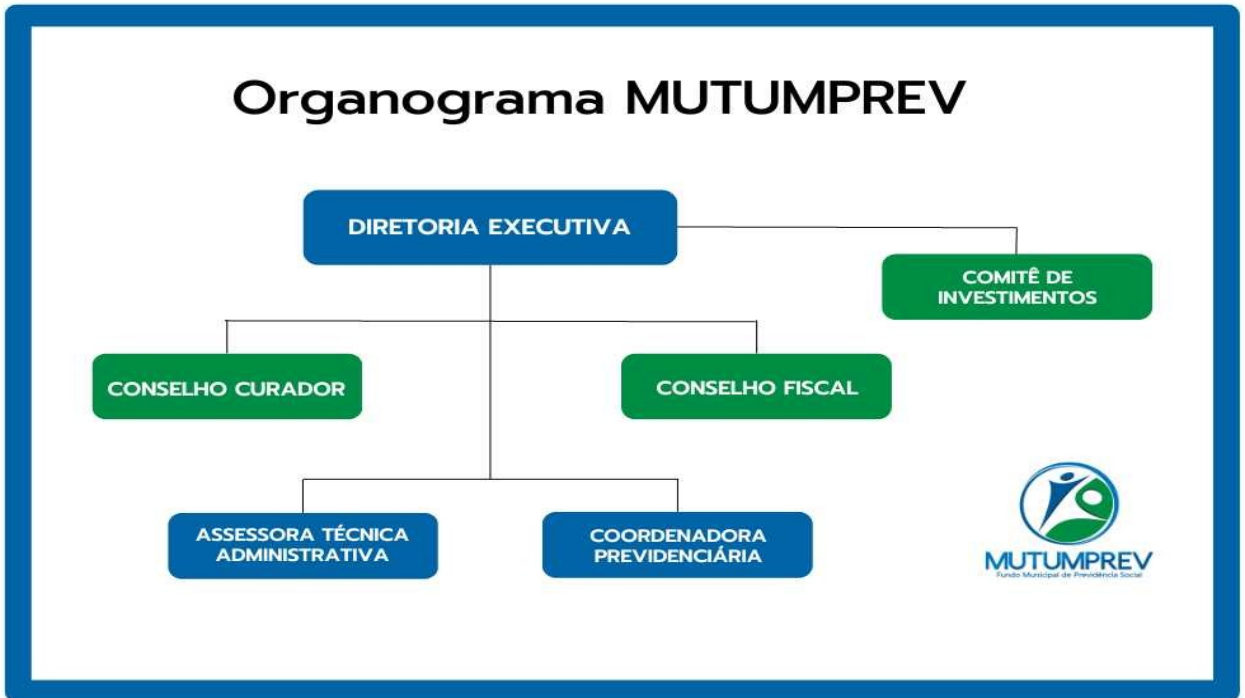 Organograma MUTUMPREV
DIRETORIA EXECUTIVA
COMITÊ DE
INVESTIMENTOS
CONSELHO CURADOR
CONSELHO FISCAL
ASSESSORA TÉCNICA
ADMINISTRATIVA
COORDENADORA
PREVIDENCIÁRIA
MUTUMPREV
Fundo Municipal de Previdência Social